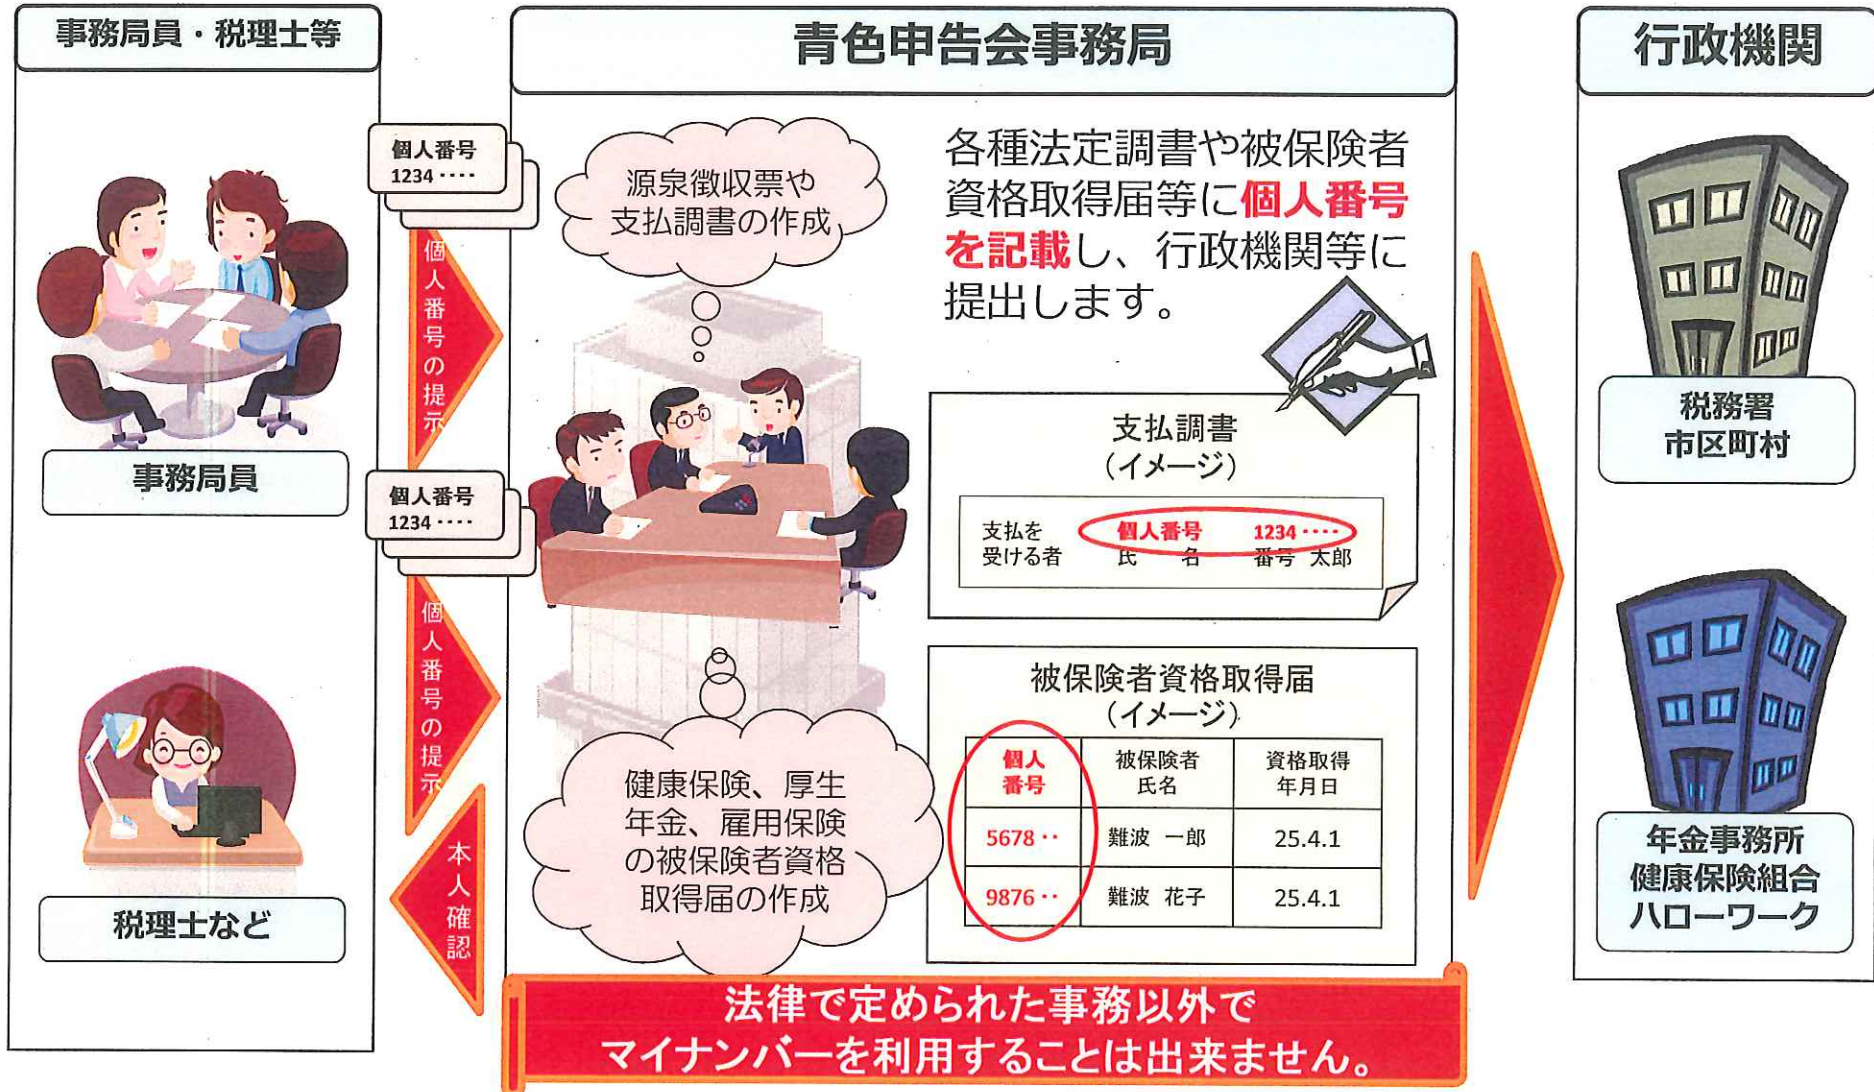 事務局員・税理士等
個人番号
1234 ‥‥
個人番号の提示
事務局員
個人番号
1234 ‥‥
個人番号の提示
本人確認
税理士など
青色申告会事務局
源泉徴収票や
支払調書の作成
各種法定調書や被保険者
資格取得届等に個人番号
を記載し、行政機関等に
提出します。
支払調書
（イメージ）
支払を 個人番号 1234 ‥‥
受ける者 氏 名 番号 太郎
健康保険、厚生
年金、雇用保険
の被保険者資格
取得届の作成
被保険者資格取得届
（イメージ）
個人 被保険者 資格取得
番号 氏名 年月日
5678 ‥ 難波 一郎 25.4.1
9876 ‥ 難波 花子 25.4.1
法律で定められた事務以外で
マイナンバーを利用することは出来ません。
行政機関
税務署
市区町村
年金事務所
健康保険組合
ハローワーク